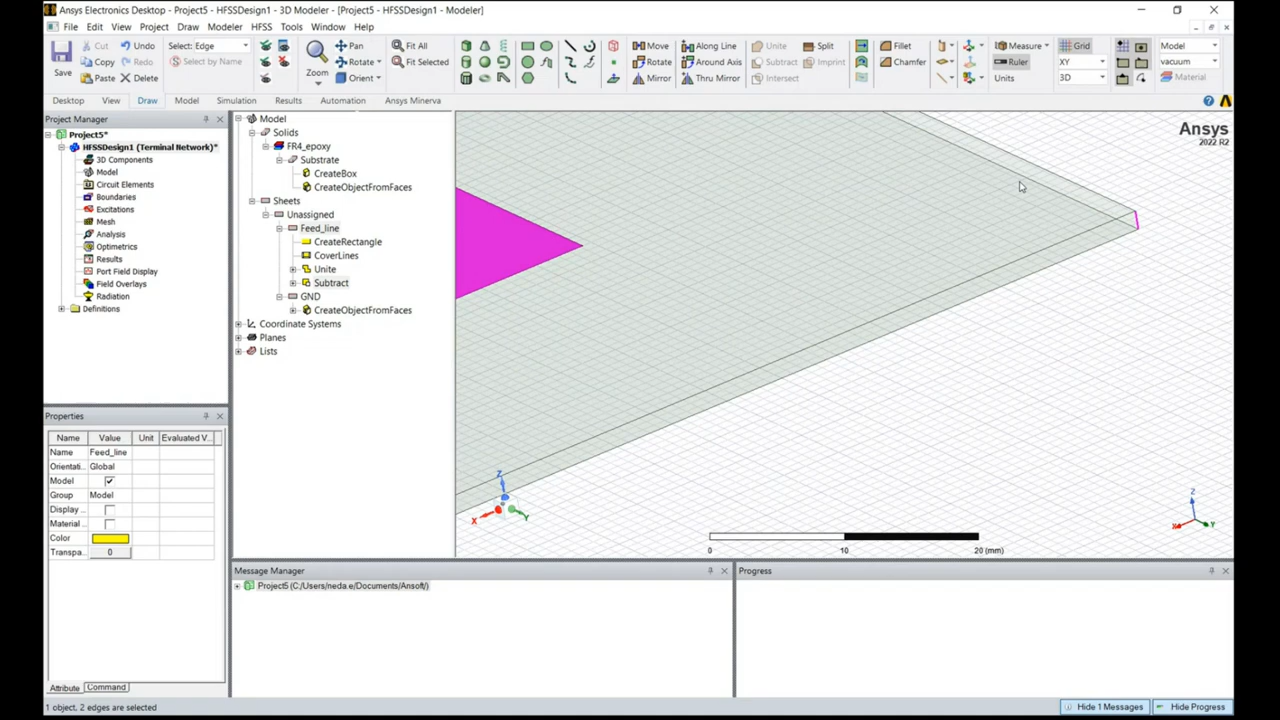 Ansys Electronics Desktop - Project5 - HFSSDesign1 - 3D Modeler - [Project5 - HFSSDesign1 - Modeler]
File Edit View Project Draw Modeler HFSS Tools Window Help
Save
Cut
Copy
Paste
Undo
Redo
Delete
Select: Edge
Select by Name
Zoom
Pan
Rotate
Orient
Fit All
Fit Selected
Move
Rotate
Mirror
Along Line
Around Axis
Thru Mirror
Unite
Subtract
Intersect
Split
Imprint
Fillet
Chamfer
Measure
Ruler
Units
Grid
XY
3D
Model
vacuum
Material
Desktop View Draw Model Simulation Results Automation Ansys Minerva
Project Manager
Project5*
HFSSDesign1 (Terminal Network)*
3D Components
Model
Circuit Elements
Boundaries
Excitations
Mesh
Analysis
Optimetrics
Results
Port Field Display
Field Overlays
Radiation
Definitions
Model
Solids
FR4_epoxy
Substrate
CreateBox
CreateObjectFromFaces
Sheets
Unassigned
Feed_line
CreateRectangle
CoverLines
Unite
Subtract
GND
CreateObjectFromFaces
Coordinate Systems
Planes
Lists
Ansys
2022 R2
Z
X
Y
Z
X
Y
0 10 20 (mm)
Properties
Name Value Unit Evaluated V...
Name Feed_line
Orientati... Global
Model
Group Model
Display ...
Material ...
Color
Transpa... 0
Attribute Command
Message Manager
Project5 (C:/Users/neda.e/Documents/Ansoft/)
Progress
1 object, 2 edges are selected
Hide 1 Messages
Hide Progress